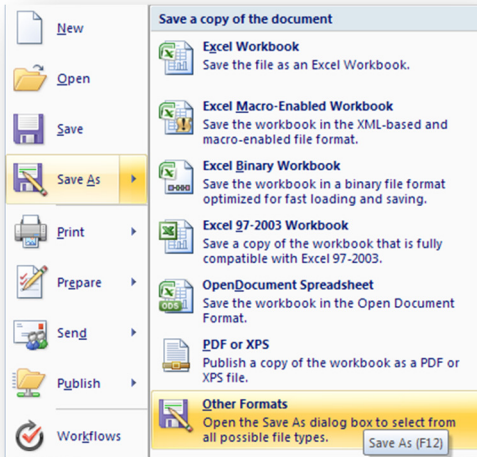 New
Open
Save
Save As
Print
Prepare
Send
Publish
Workflows
Save a copy of the document
Excel Workbook
Save the file as an Excel Workbook.
Excel Macro-Enabled Workbook
Save the workbook in the XML-based and
macro-enabled file format.
Excel Binary Workbook
Save the workbook in a binary file format
optimized for fast loading and saving.
Excel 97-2003 Workbook
Save a copy of the workbook that is fully
compatible with Excel 97-2003.
OpenDocument Spreadsheet
Save the workbook in the Open Document
Format.
ODS
PDF or XPS
Publish a copy of the workbook as a PDF or
XPS file.
Other Formats
Open the Save As dialog box to select from
all possible file types.
Save As (F12)